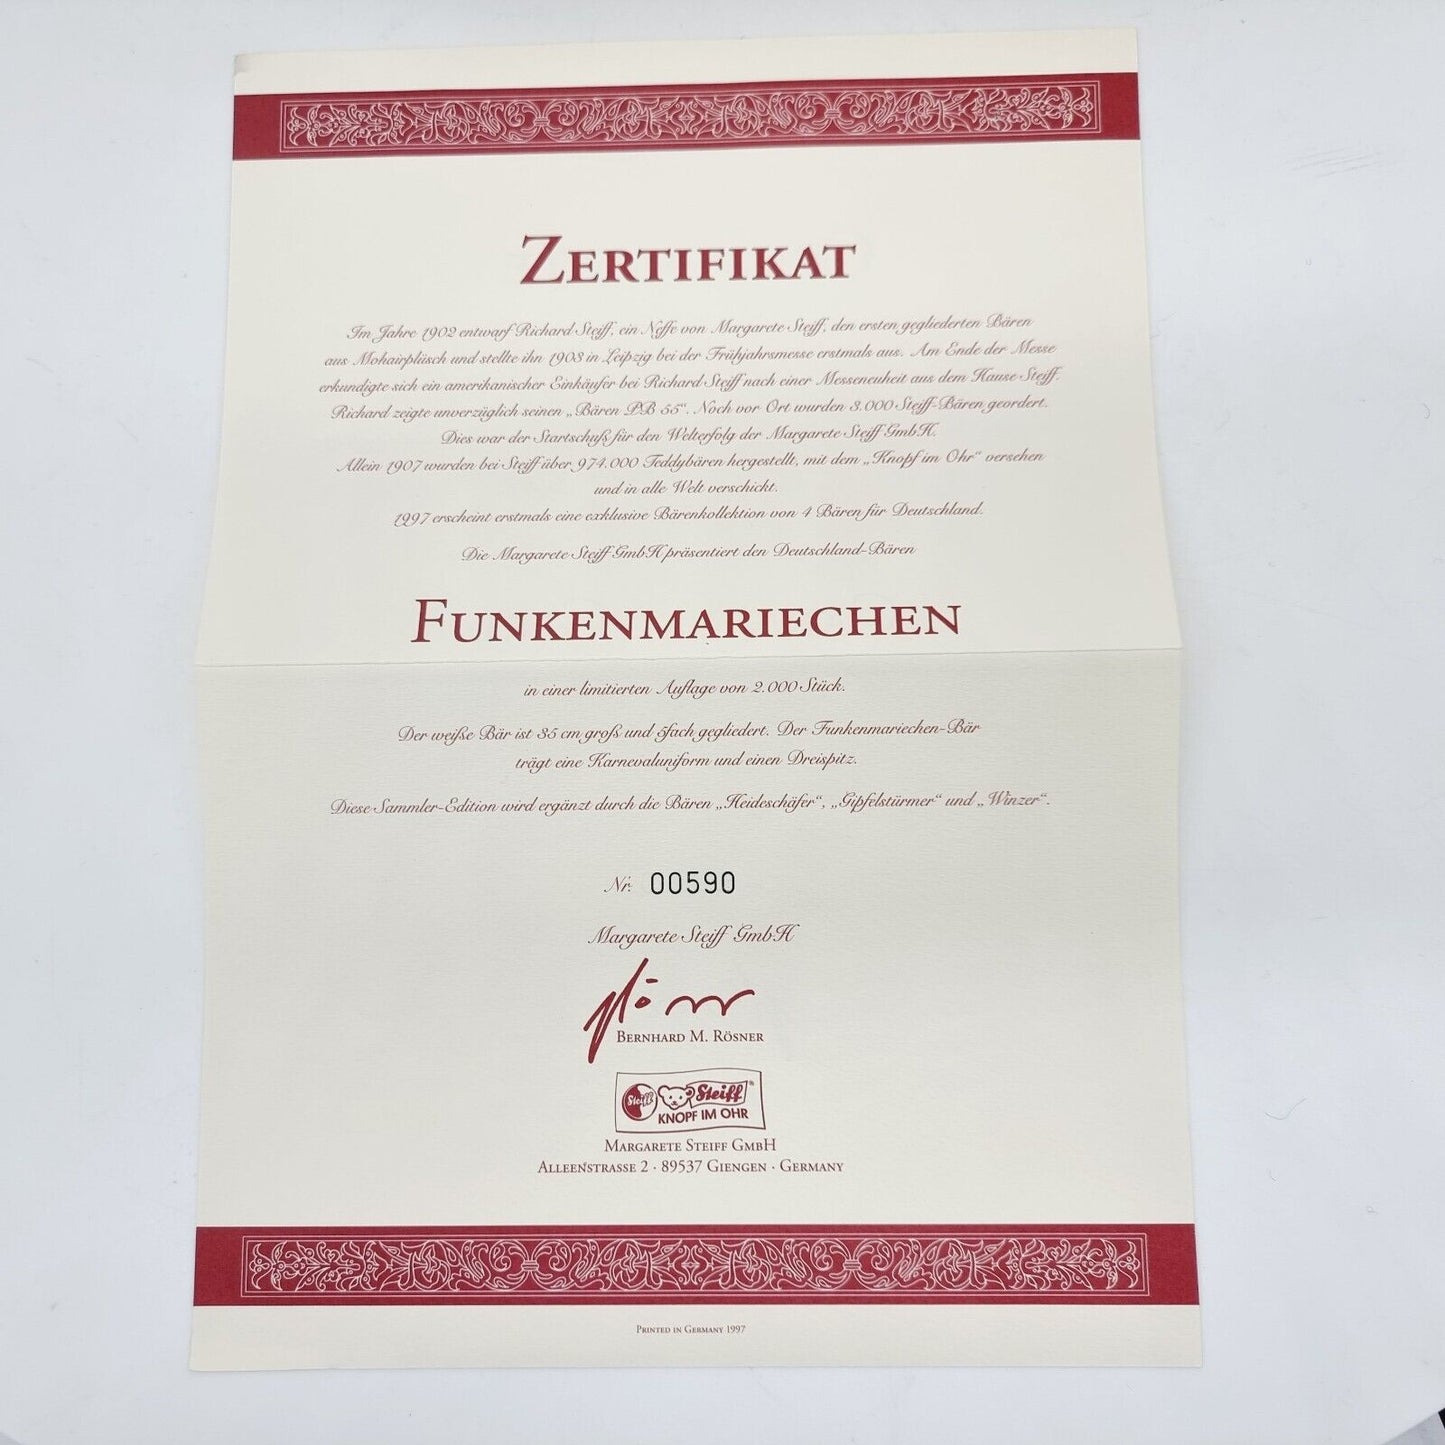 ZERTIFIKAT
Im Jahre 1902 entwarf Richard Steiff, ein Neffe von Margarete Steiff, den ersten gegliederten Bären
aus Mohairplüsch und stellte ihn 1903 in Leipzig bei der Frühjahrsmesse erstmals aus. Am Ende der Messe
erkundigte sich ein amerikanischer Einkäufer bei Richard Steiff nach einer Messeneuheit aus dem Hause Steiff.
Richard zeigte unverzüglich seinen „Bären PB 55“. Noch vor Ort wurden 3.000 Steiff-Bären geordert.
Dies war der Startschuß für den Welterfolg der Margarete Steiff GmbH.
Allein 1907 wurden bei Steiff über 974.000 Teddybären hergestellt, mit dem „Knopf im Ohr“ versehen
und in alle Welt verschickt.
1997 erscheint erstmals eine exklusive Bärenkollektion von 4 Bären für Deutschland.
Die Margarete Steiff GmbH präsentiert den Deutschland-Bären
FUNKENMARIECHEN
in einer limitierten Auflage von 2.000 Stück.
Der weiße Bär ist 35 cm groß und 5fach gegliedert. Der Funkenmariechen-Bär
trägt eine Karnevaluniform und einen Dreispitz.
Diese Sammler-Edition wird ergänzt durch die Bären „Heideschäfer“, „Gipfelstürmer“ und „Winzer“.
Nr. 00590
Margarete Steiff GmbH
BERNHARD M. RÖSNER
Steiff Steiff®
KNOPF IM OHR
MARGARETE STEIFF GMBH
ALLEENSTRASSE 2 · 89537 GIENGEN · GERMANY
PRINTED IN GERMANY 1997